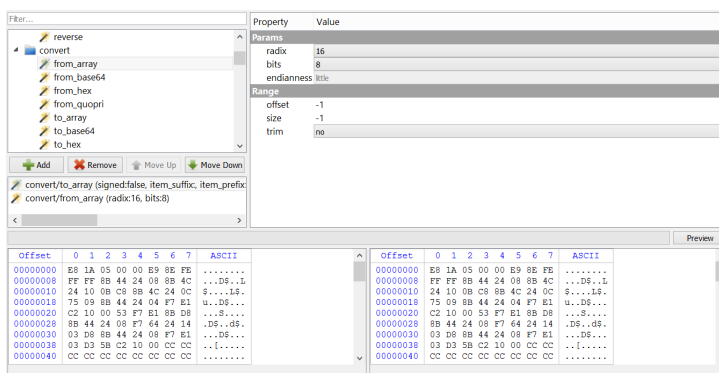 Filter...
reverse
convert
from_array
from_base64
from_hex
from_quopri
to_array
to_base64
to_hex
Add Remove Move Up Move Down
convert/to_array (signed:false, item_suffix:, item_prefix:
convert/from_array (radix:16, bits:8)
Property Value
Params
radix 16
bits 8
endianness little
Range
offset -1
size -1
trim no
Preview
Offset 0 1 2 3 4 5 6 7 ASCII
00000000 E8 1A 05 00 00 E9 8E FE ........
00000008 FF FF 8B 44 24 08 8B 4C ...D$..L
00000010 24 10 0B C8 8B 4C 24 0C $....L$.
00000018 75 09 8B 44 24 04 F7 E1 u..D$...
00000020 C2 10 00 53 F7 E1 8B D8 ...S....
00000028 8B 44 24 08 F7 64 24 14 .D$..d$.
00000030 03 D8 8B 44 24 08 F7 E1 ...D$...
00000038 03 D3 5B C2 10 00 CC CC ..[.....
00000040 CC CC CC CC CC CC CC CC ........
Offset 0 1 2 3 4 5 6 7 ASCII
00000000 E8 1A 05 00 00 E9 8E FE ........
00000008 FF FF 8B 44 24 08 8B 4C ...D$..L
00000010 24 10 0B C8 8B 4C 24 0C $....L$.
00000018 75 09 8B 44 24 04 F7 E1 u..D$...
00000020 C2 10 00 53 F7 E1 8B D8 ...S....
00000028 8B 44 24 08 F7 64 24 14 .D$..d$.
00000030 03 D8 8B 44 24 08 F7 E1 ...D$...
00000038 03 D3 5B C2 10 00 CC CC ..[.....
00000040 CC CC CC CC CC CC CC CC ........